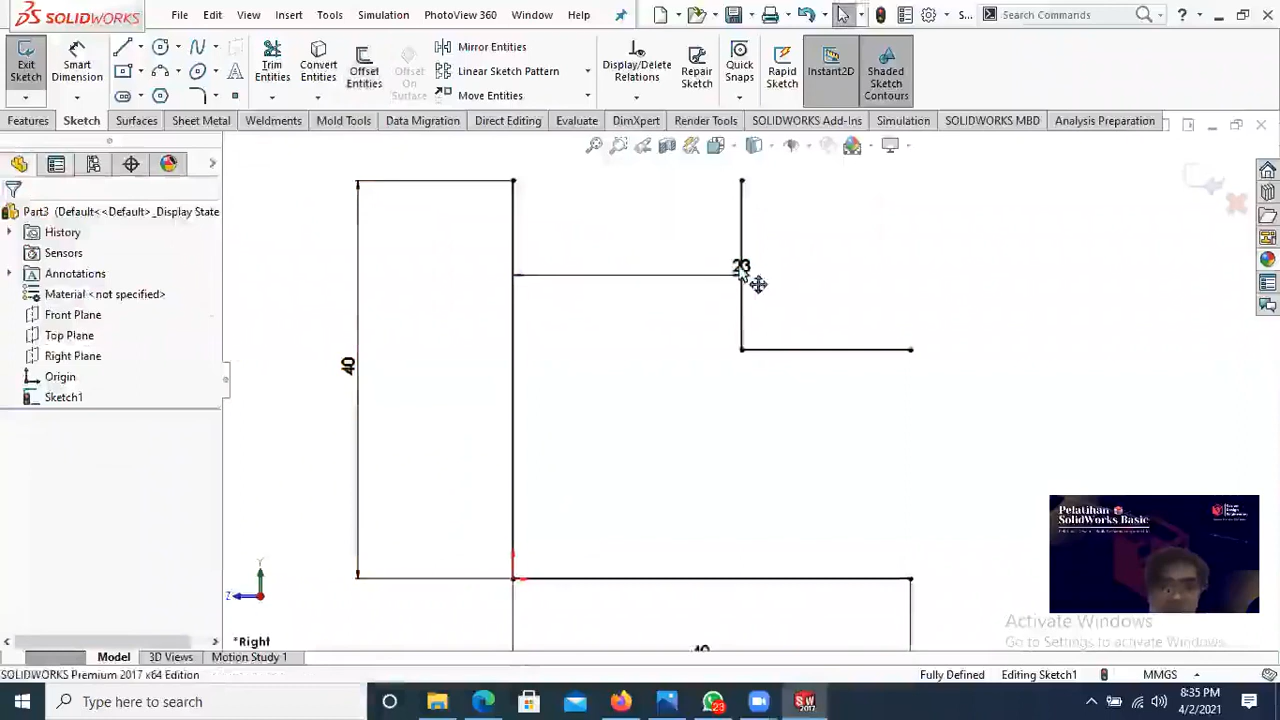 SOLIDWORKS
File
Edit
View
Insert
Tools
Simulation
PhotoView 360
Window
Help
S...
Search Commands
Exit
Sketch
Smart
Dimension
Trim
Entities
Convert
Entities
Offset
Entities
Offset
On
Surface
Mirror Entities
Linear Sketch Pattern
Move Entities
Display/Delete
Relations
Repair
Sketch
Quick
Snaps
Rapid
Sketch
Instant2D
Shaded
Sketch
Contours
Features
Sketch
Surfaces
Sheet Metal
Weldments
Mold Tools
Data Migration
Direct Editing
Evaluate
DimXpert
Render Tools
SOLIDWORKS Add-Ins
Simulation
SOLIDWORKS MBD
Analysis Preparation
Part3 (Default<<Default>_Display State
History
Sensors
Annotations
Material <not specified>
Front Plane
Top Plane
Right Plane
Origin
Sketch1
23
40
Y
Z
*Right
Pelatihan
SolidWorks Basic
Activate Windows
Go to Settings to activate Windows.
Model
3D Views
Motion Study 1
SOLIDWORKS Premium 2017 x64 Edition
Fully Defined
Editing Sketch1
MMGS
Type here to search
23
SW
2017
8:35 PM
4/2/2021